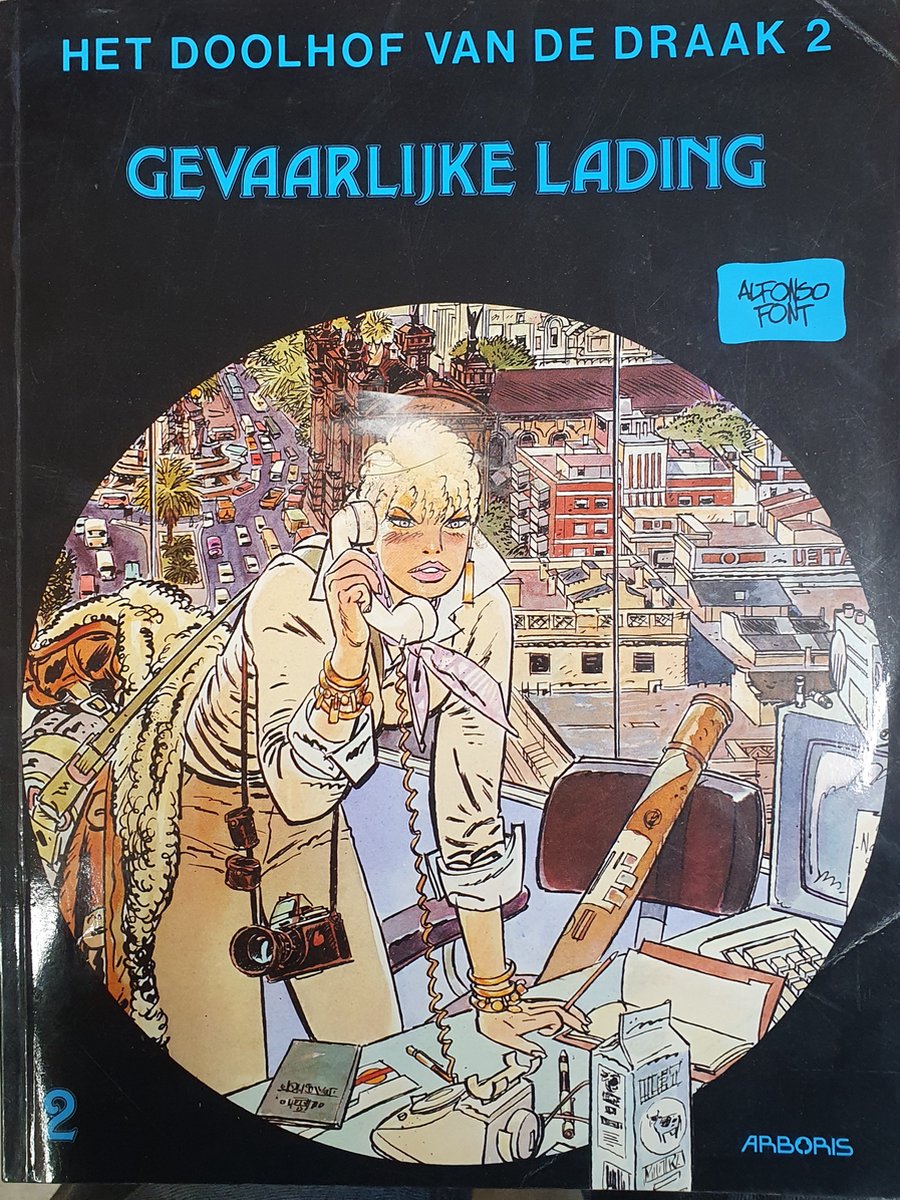 HET DOOLHOF VAN DE DRAAK 2
GEVAARLIJKE LADING
ALFONSO
FONT
2
ARBORIS